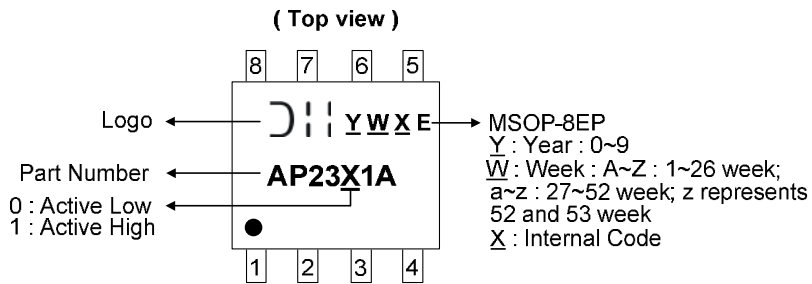 ( Top view )
8 7 6 5
Logo
Y W X E
MSOP-8EP
Y : Year : 0~9
W : Week : A~Z : 1~26 week;
a~z : 27~52 week; z represents
52 and 53 week
X : Internal Code
Part Number
AP23X1A
0 : Active Low
1 : Active High
1 2 3 4